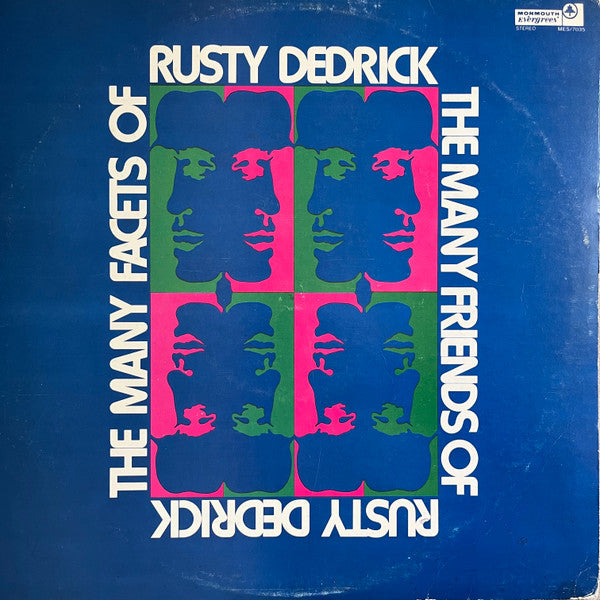 MONMOUTH
Evergreen
STEREO MES/7035
THE MANY FACETS OF
RUSTY DEDRICK
THE MANY FRIENDS OF
RUSTY DEDRICK